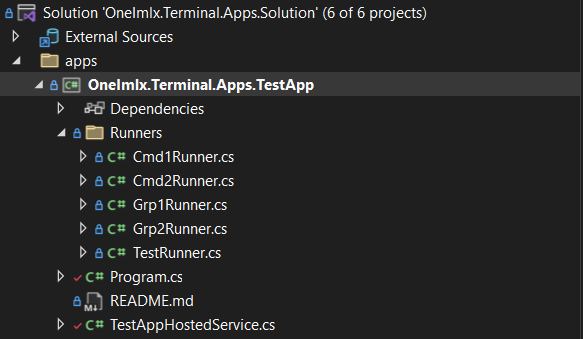 Solution 'OneImlx.Terminal.Apps.Solution' (6 of 6 projects)
External Sources
apps
C# OneImlx.Terminal.Apps.TestApp
Dependencies
Runners
C# Cmd1Runner.cs
C# Cmd2Runner.cs
C# Grp1Runner.cs
C# Grp2Runner.cs
C# TestRunner.cs
C# Program.cs
M↓ README.md
C# TestAppHostedService.cs